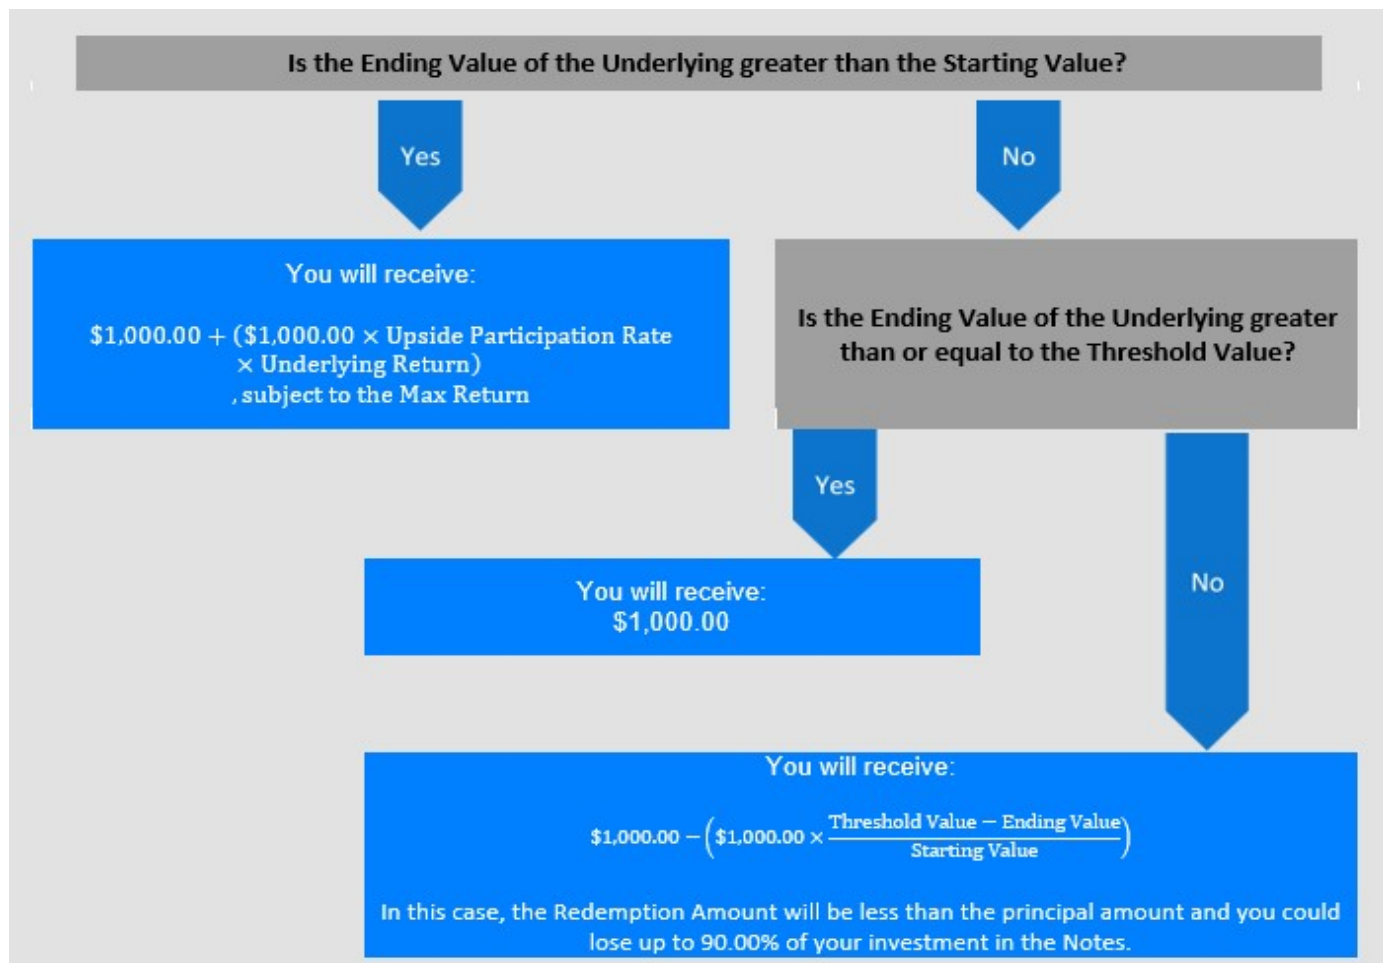 Is the Ending Value of the Underlying greater than the Starting Value?
Yes
No
You will receive:
$1,000.00 + ($1,000.00 × Upside Participation Rate
× Underlying Return)
, subject to the Max Return
Is the Ending Value of the Underlying greater
than or equal to the Threshold Value?
Yes
No
You will receive:
$1,000.00
You will receive:
$1,000.00 − ($1,000.00 × Threshold Value − Ending Value
Starting Value)
In this case, the Redemption Amount will be less than the principal amount and you could
lose up to 90.00% of your investment in the Notes.